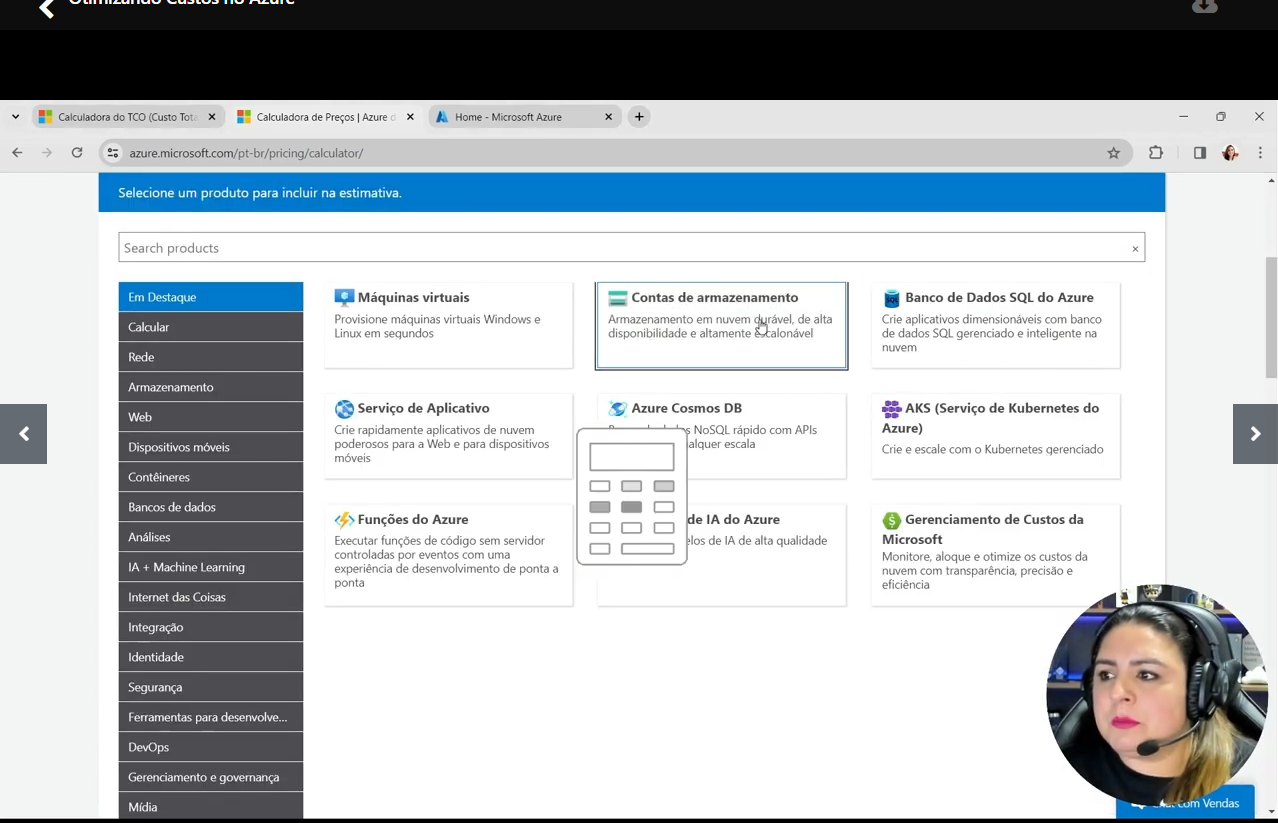 Otimizando Custos no Azure
Calculadora do TCO (Custo Tota
Calculadora de Preços | Azure d
Home - Microsoft Azure
azure.microsoft.com/pt-br/pricing/calculator/
Selecione um produto para incluir na estimativa.
Search products
Em Destaque
Calcular
Rede
Armazenamento
Web
Dispositivos móveis
Contêineres
Bancos de dados
Análises
IA + Machine Learning
Internet das Coisas
Integração
Identidade
Segurança
Ferramentas para desenvolve...
DevOps
Gerenciamento e governança
Mídia
Máquinas virtuais
Provisione máquinas virtuais Windows e
Linux em segundos
Contas de armazenamento
Armazenamento em nuvem durável, de alta
disponibilidade e altamente escalonável
SQL
Banco de Dados SQL do Azure
Crie aplicativos dimensionáveis com banco
de dados SQL gerenciado e inteligente na
nuvem
Serviço de Aplicativo
Crie rapidamente aplicativos de nuvem
poderosos para a Web e para dispositivos
móveis
Azure Cosmos DB
NoSQL rápido com APIs
escala
AKS (Serviço de Kubernetes do
Azure)
Crie e escale com o Kubernetes gerenciado
Funções do Azure
Executar funções de código sem servidor
controladas por eventos com uma
experiência de desenvolvimento de ponta a
ponta
de IA do Azure
de IA de alta qualidade
Gerenciamento de Custos da
Microsoft
Monitore, aloque e otimize os custos da
nuvem com transparência, precisão e
eficiência
com Vendas